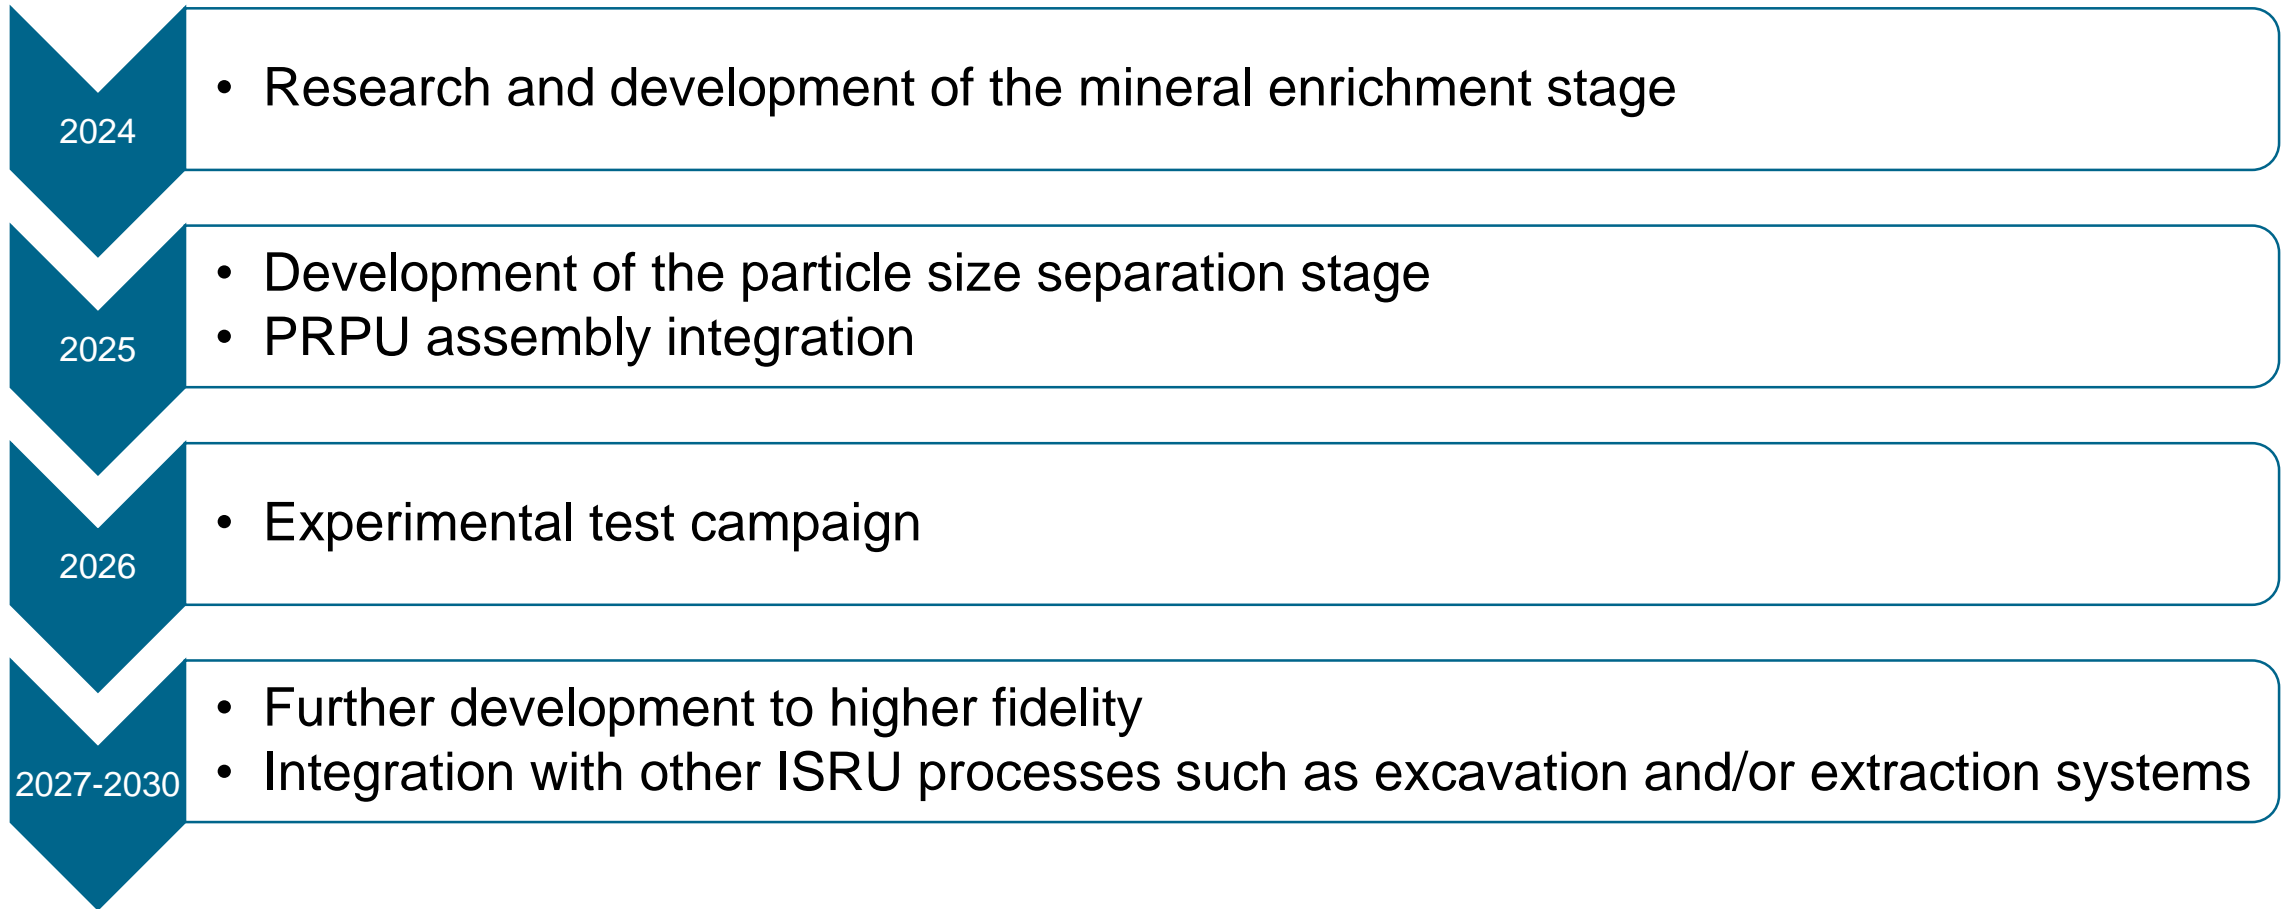 2024
• Research and development of the mineral enrichment stage
2025
• Development of the particle size separation stage
• PRPU assembly integration
2026
• Experimental test campaign
2027-2030
• Further development to higher fidelity
• Integration with other ISRU processes such as excavation and/or extraction systems